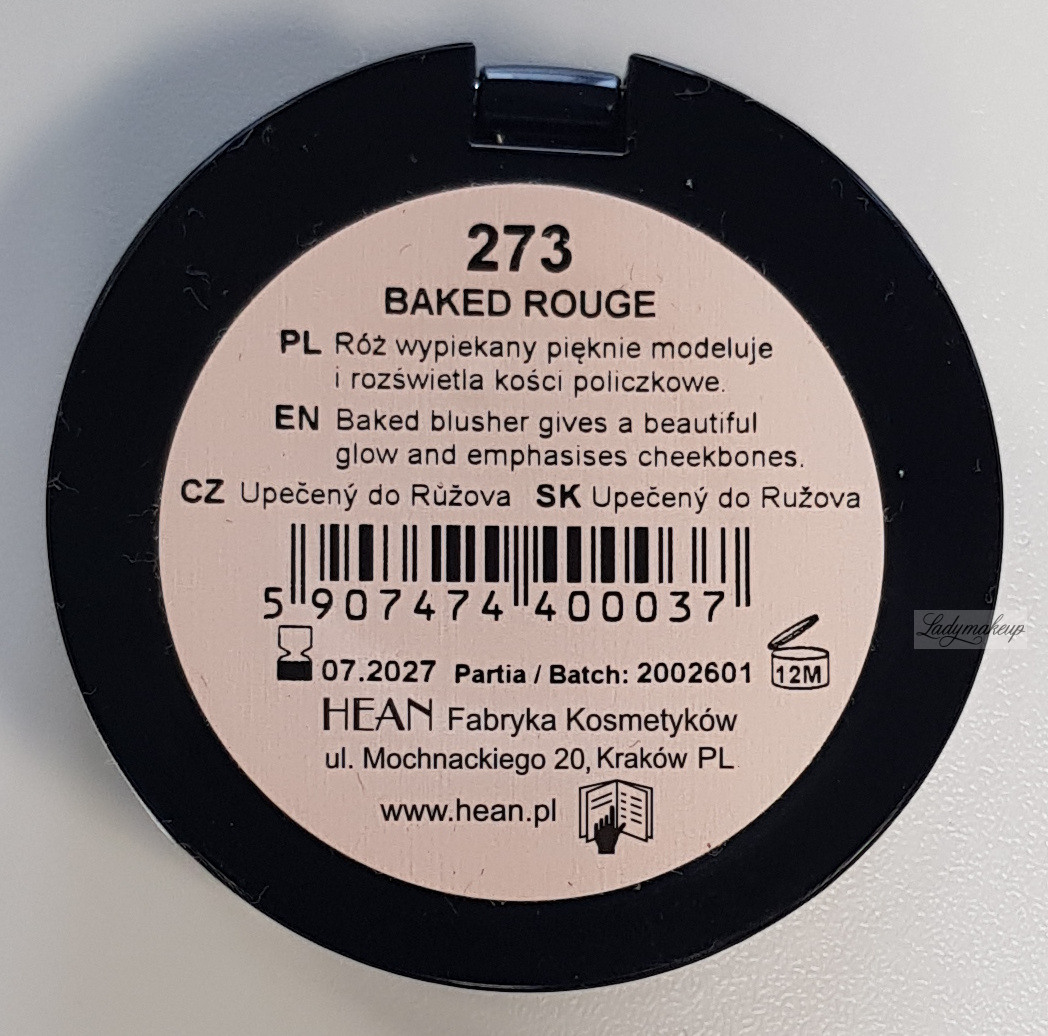 273
BAKED ROUGE
PL Róż wypiekany pięknie modeluje
i rozświetla kości policzkowe.
EN Baked blusher gives a beautiful
glow and emphasises cheekbones.
CZ Upečený do Růžova SK Upečený do Ružova
5 907474 400037
07.2027 Partia / Batch: 2002601 12M
HEAN Fabryka Kosmetyków
ul. Mochnackiego 20, Kraków PL
www.hean.pl
Ladymakeup